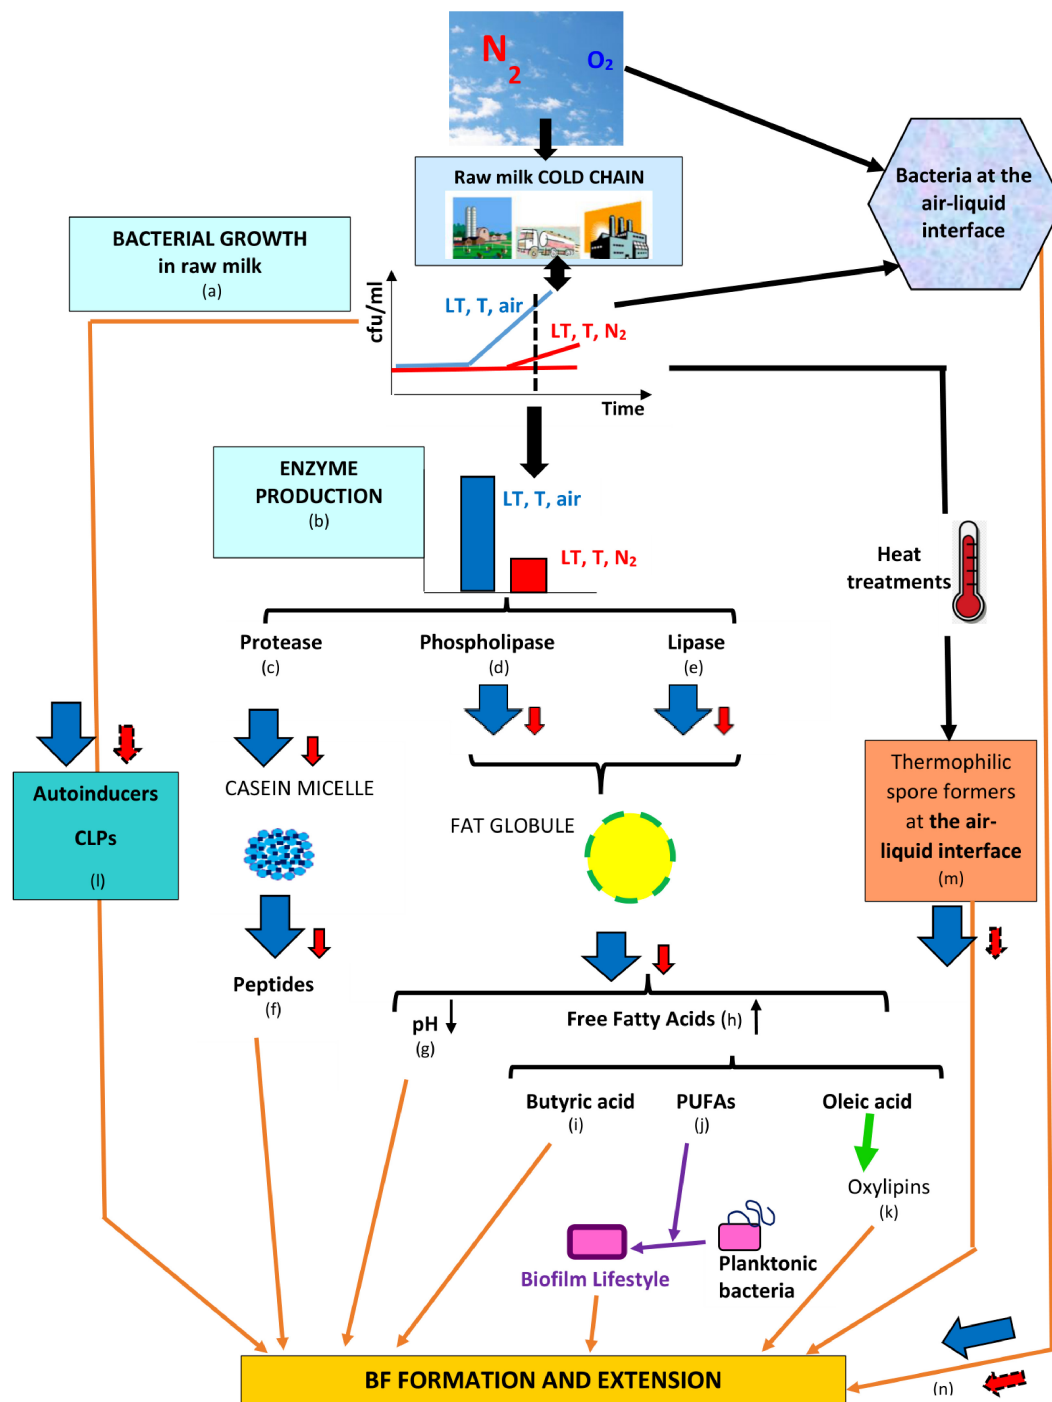 N2
O2
Raw milk COLD CHAIN
Bacteria at the
air-liquid
interface
BACTERIAL GROWTH
in raw milk
(a)
cfu/ml
LT, T, air
LT, T, N2
Time
ENZYME
PRODUCTION
(b)
LT, T, air
LT, T, N2
Heat
treatments
Protease
(c)
Phospholipase
(d)
Lipase
(e)
Autoinducers
CLPs
(l)
CASEIN MICELLE
FAT GLOBULE
Thermophilic
spore formers
at the air-
liquid interface
(m)
Peptides
(f)
pH
(g)
Free Fatty Acids (h)
Butyric acid
(i)
PUFAs
(j)
Oleic acid
Oxylipins
(k)
Biofilm Lifestyle
Planktonic
bacteria
BF FORMATION AND EXTENSION
(n)